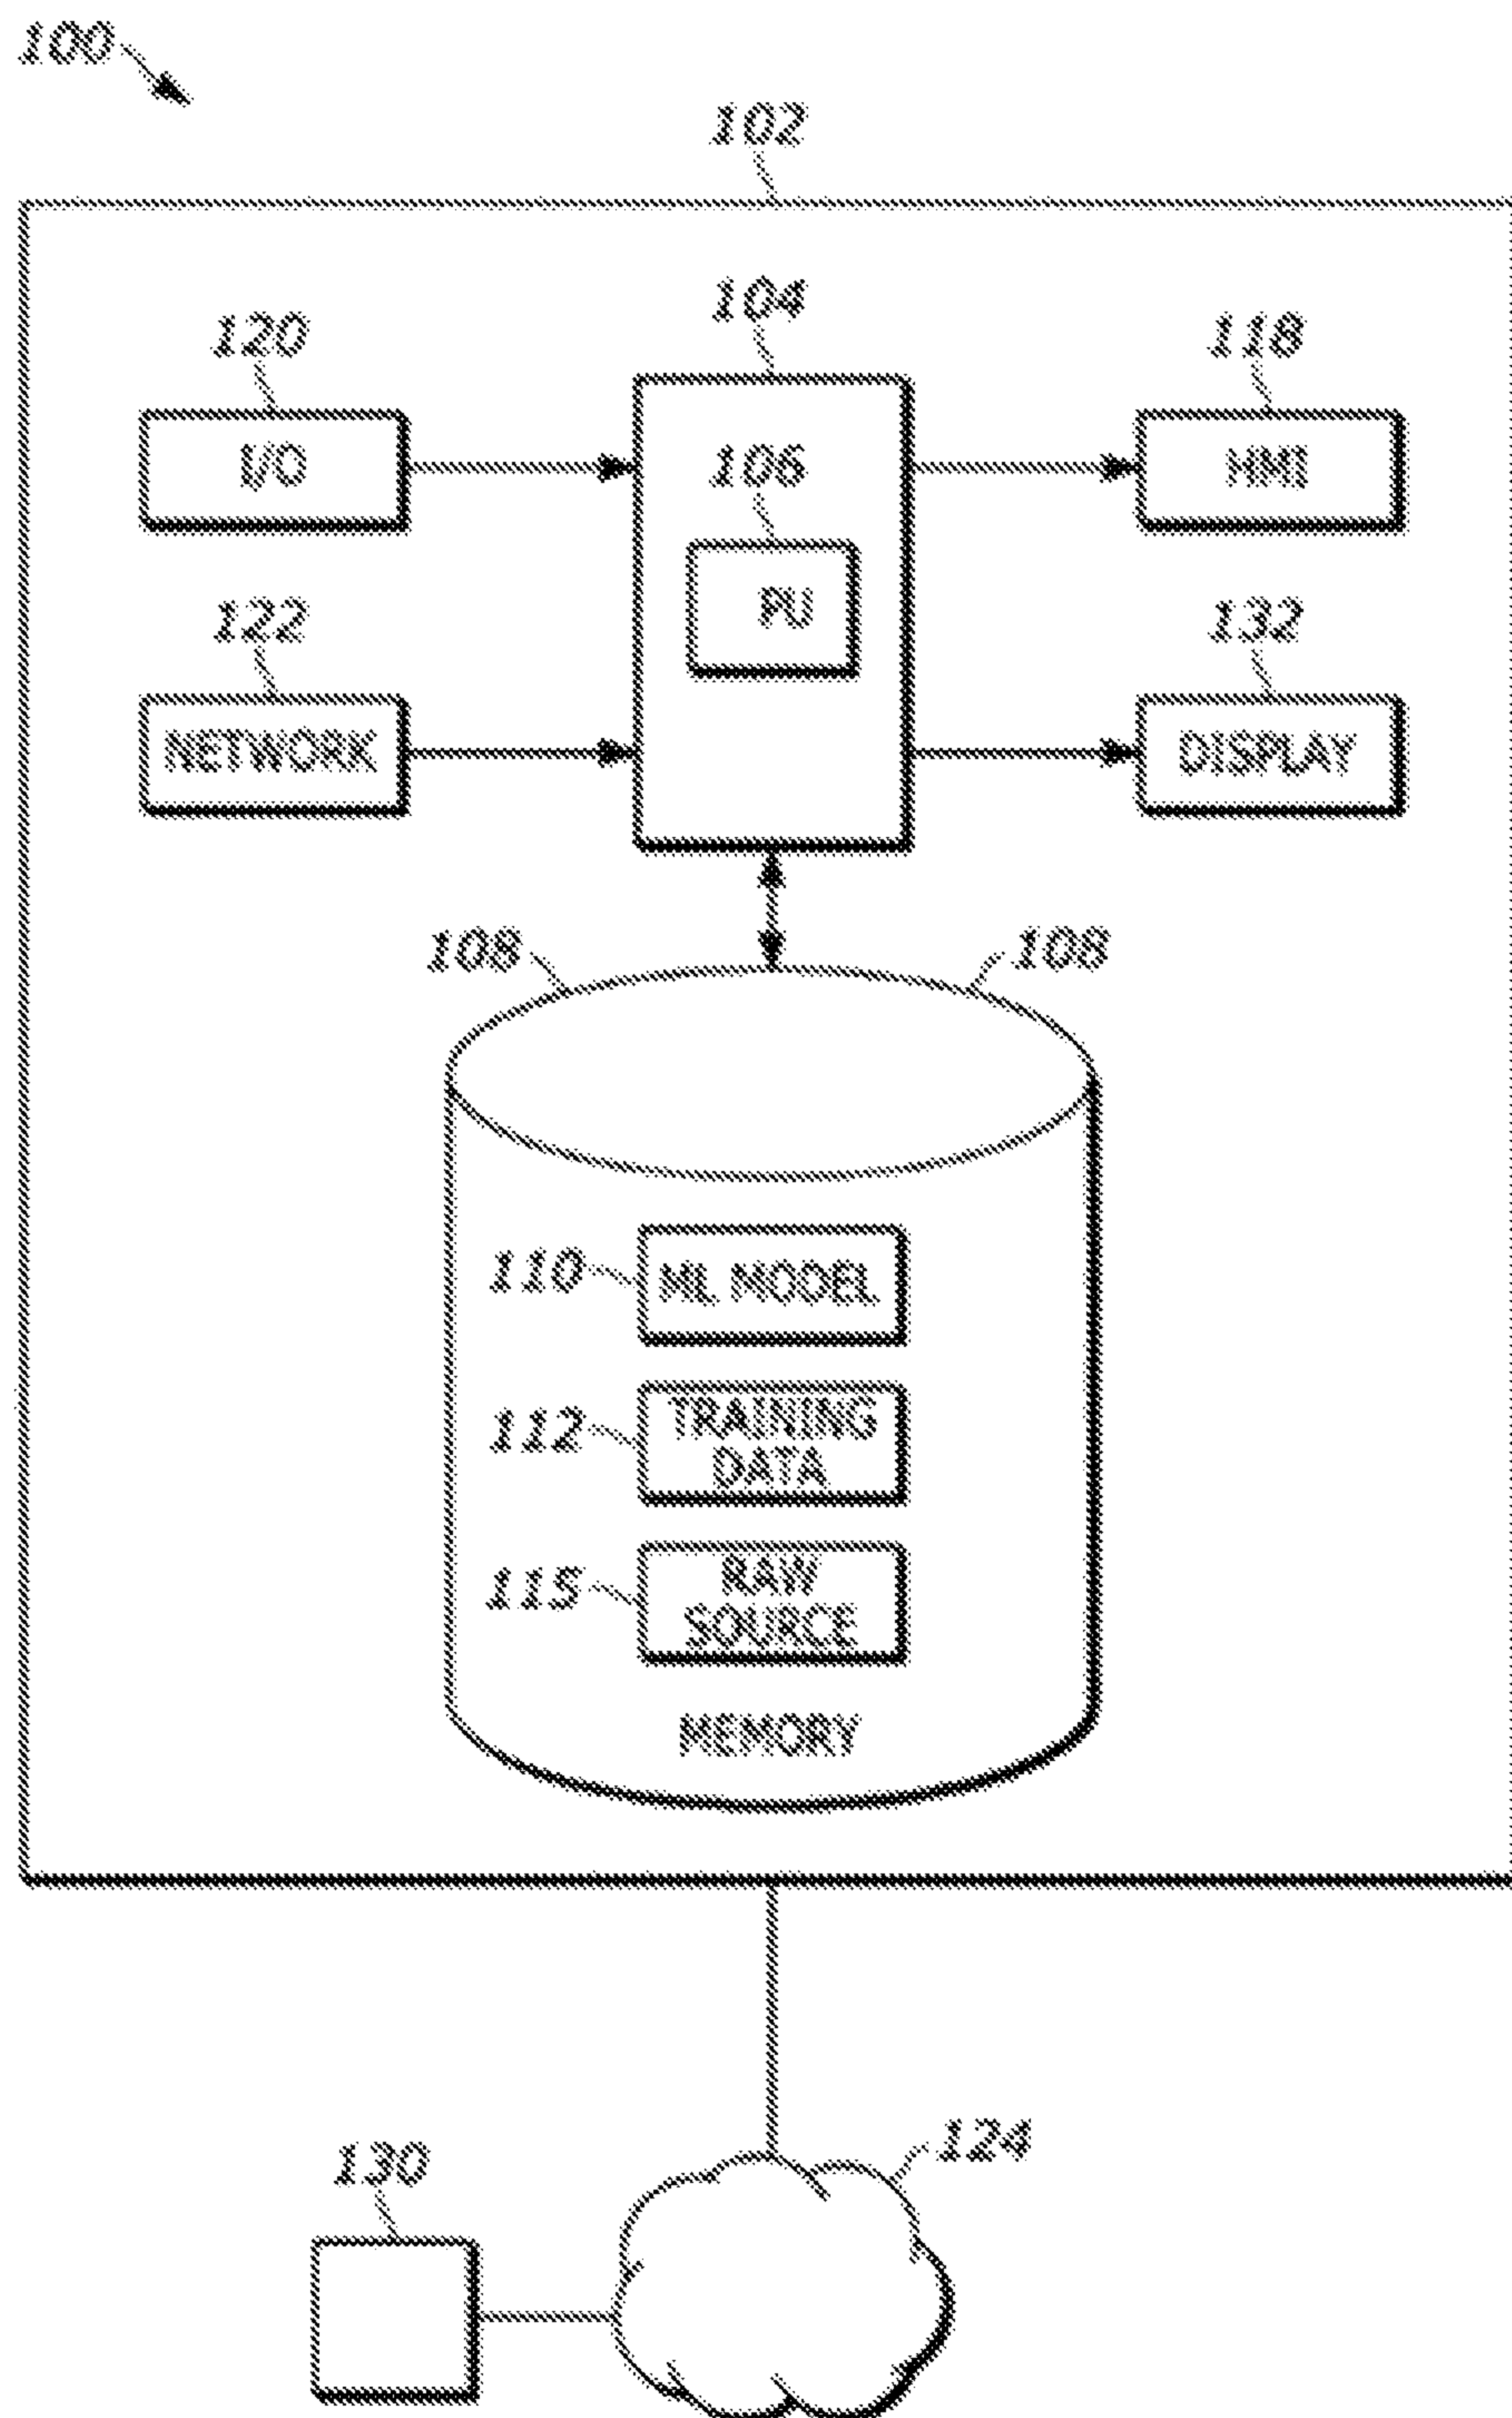 100
102
104
120
118
I/O
106
HMI
PU
122
132
NETWORK
DISPLAY
108
108
110
ML MODEL
112
TRAINING
DATA
115
RAW
SOURCE
MEMORY
124
130